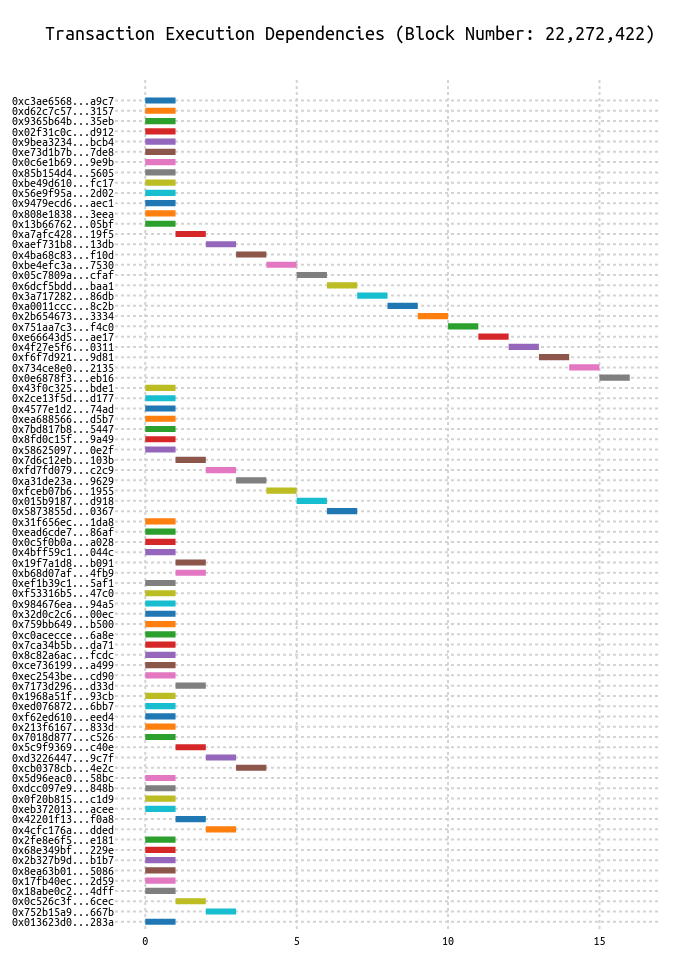 Transaction Execution Dependencies (Block Number: 22,272,422)
0xc3ae6568...a9c7
0xd62c7c57...3157
0x9365b64b...35eb
0x02f31c0c...d912
0x9bea3234...bcb4
0xe73d1b7b...7de8
0x0c6e1b69...9e9b
0x85b154d4...5605
0xbe49d610...fc17
0x56e9f95a...2d02
0x9479ecd6...aec1
0x808e1838...3eea
0x13b66762...05bf
0xa7afc428...19f5
0xaef731b8...13db
0x4ba68c83...f10d
0xbe4efc3a...7530
0x05c7809a...cfaf
0x6dcf5bdd...baa1
0x3a717282...86db
0xa0011ccc...8c2b
0x2b654673...3334
0x751aa7c3...f4c0
0xe66643d5...ae17
0x4f27e5f6...0311
0xf6f7d921...9d81
0x734ce8e0...2135
0x0e6878f3...eb16
0x43f0c325...bde1
0x2ce13f5d...d177
0x4577e1d2...74ad
0xea688566...d5b7
0x7bd817b8...5447
0x8fd0c15f...9a49
0x58625097...0e2f
0x7d6c12eb...103b
0xfd7fd079...c2c9
0xa31de23a...9629
0xfceb07b6...1955
0x015b9187...d918
0x5873855d...0367
0x31f656ec...1da8
0xead6cde7...86af
0x0c5f0b0a...a028
0x4bff59c1...044c
0x19f7a1d8...b091
0xb68d07af...4fb9
0xef1b39c1...5af1
0xf53316b5...47c0
0x984676ea...94a5
0x32d0c2c6...00ec
0x759bb649...b500
0xc0acecce...6a8e
0x7ca34b5b...da71
0x8c82a6ac...fcdc
0xce736199...a499
0xec2543be...cd90
0x7173d296...d33d
0x1968a51f...93cb
0xed076872...6bb7
0xf62ed610...eed4
0x213f6167...833d
0x7018d877...c526
0x5c9f9369...c40e
0xd3226447...9c7f
0xcb0378cb...4e2c
0x5d96eac0...58bc
0xdcc097e9...848b
0x0f20b815...c1d9
0xeb372013...acee
0x42201f13...f0a8
0x4cfc176a...dded
0x2fe8e6f5...e181
0x68e349bf...229e
0x2b327b9d...b1b7
0x8ea63b01...5086
0x17fb40ec...2d59
0x18abe0c2...4dff
0x0c526c3f...6cec
0x752b15a9...667b
0x013623d0...283a
0 5 10 15